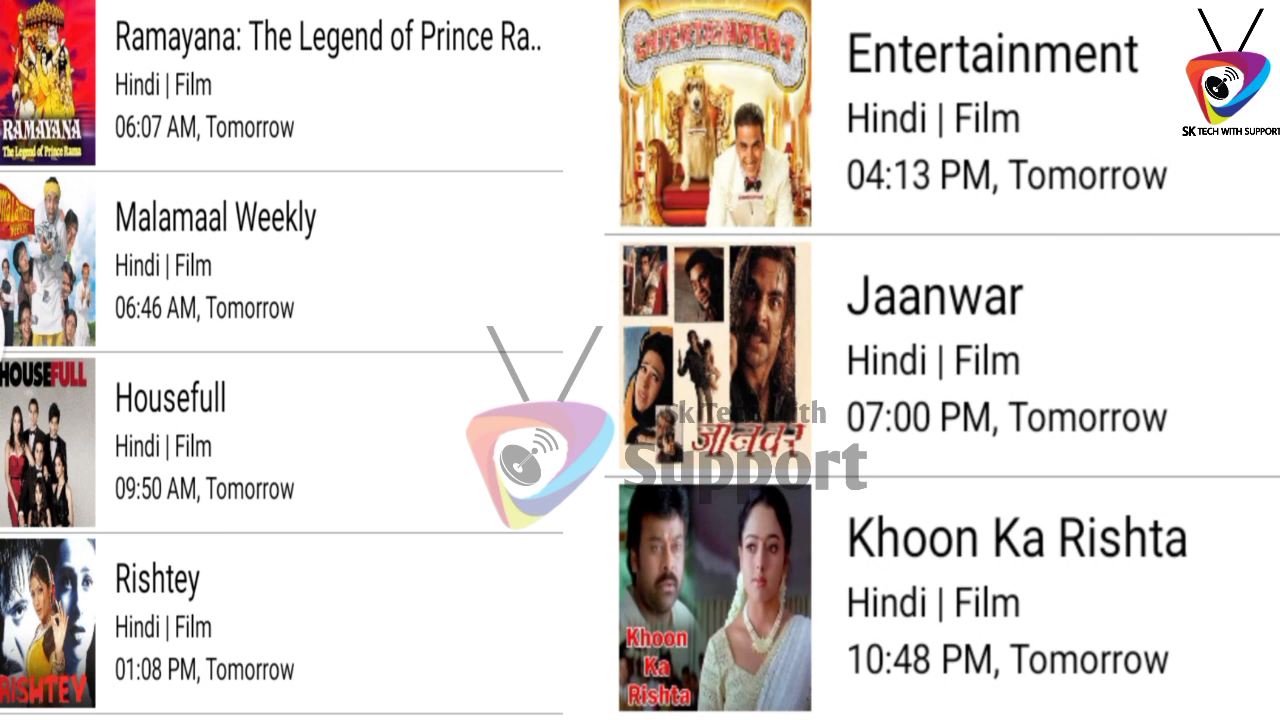 RAMAYANA
The Legend of Prince Rama
Ramayana: The Legend of Prince Ra..
Hindi | Film
06:07 AM, Tomorrow
Malamaal Weekly
Hindi | Film
06:46 AM, Tomorrow
HOUSEFULL
Housefull
Hindi | Film
09:50 AM, Tomorrow
RISHTEY
Rishtey
Hindi | Film
01:08 PM, Tomorrow
ENTERTAINMENT
Entertainment
Hindi | Film
04:13 PM, Tomorrow
जानवर
Jaanwar
Hindi | Film
07:00 PM, Tomorrow
Khoon
Ka
Rishta
Khoon Ka Rishta
Hindi | Film
10:48 PM, Tomorrow
SK TECH WITH SUPPORT
Sk Tech with
Support